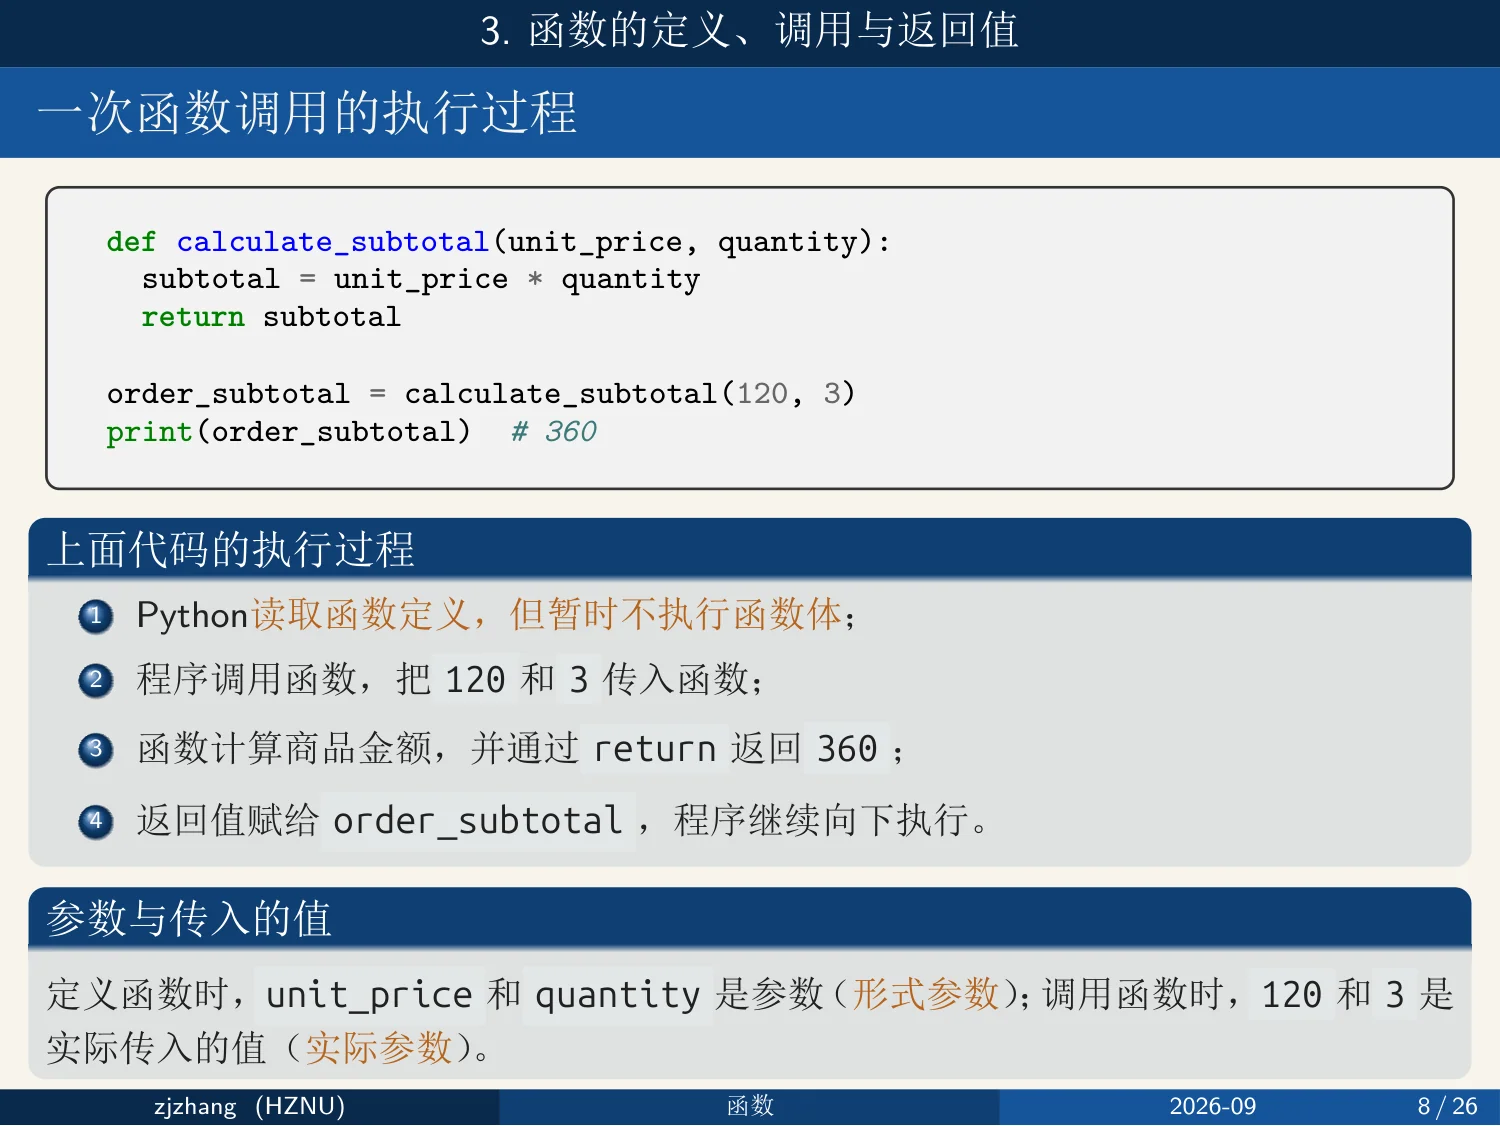 3. 函数的定义、调用与返回值
一次函数调用的执行过程
def calculate_subtotal(unit_price, quantity):
  subtotal = unit_price * quantity
  return subtotal
order_subtotal = calculate_subtotal(120, 3)
print(order_subtotal)  # 360
上面代码的执行过程
1 Python读取函数定义，但暂时不执行函数体；
2 程序调用函数，把 120 和 3 传入函数；
3 函数计算商品金额，并通过 return 返回 360 ；
4 返回值赋给 order_subtotal ，程序继续向下执行。
参数与传入的值
定义函数时，unit_price 和 quantity 是参数（形式参数）；调用函数时，120 和 3 是
实际传入的值（实际参数）。
zjzhang (HZNU) 函数 2026-09 8 / 26